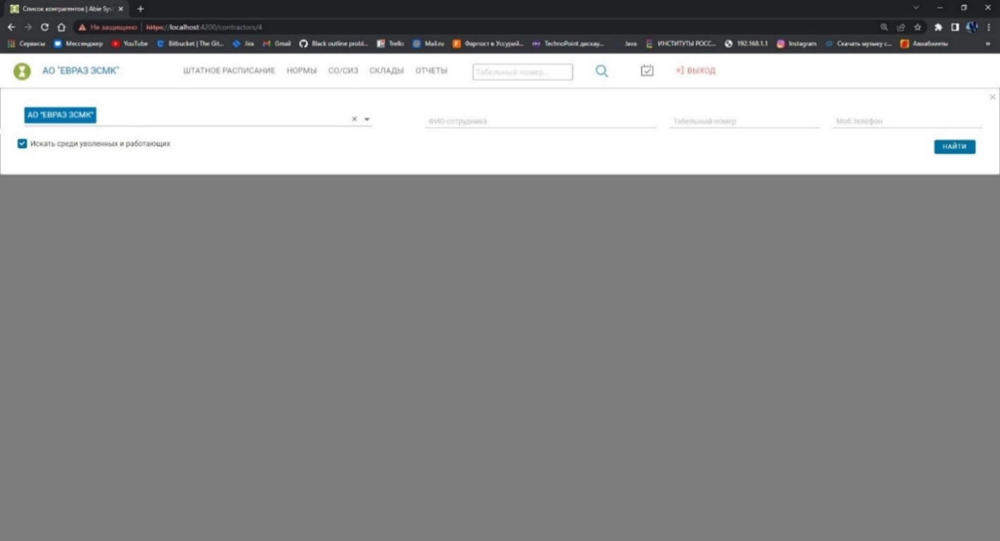 Список контрагентов | Abie Sys
Не защищено | https://localhost:4200/contractors/4
Сервисы Мессенджер YouTube Bitbucket | The Git... Jira Gmail Black outline probl... Trello Mail.ru Фарпост в Уссурий... TechnoPoint дискау... Java ИНСТИТУТЫ РОСС... 192.168.1.1 Instagram Скачать музыку с... Авиабилеты »
АО "ЕВРАЗ ЗСМК" ШТАТНОЕ РАСПИСАНИЕ НОРМЫ СО/СИЗ СКЛАДЫ ОТЧЕТЫ Табельный номер... ВЫХОД
АО "ЕВРАЗ ЗСМК" ФИО сотрудника Табельный номер Моб.телефон
Искать среди уволенных и работающих НАЙТИ